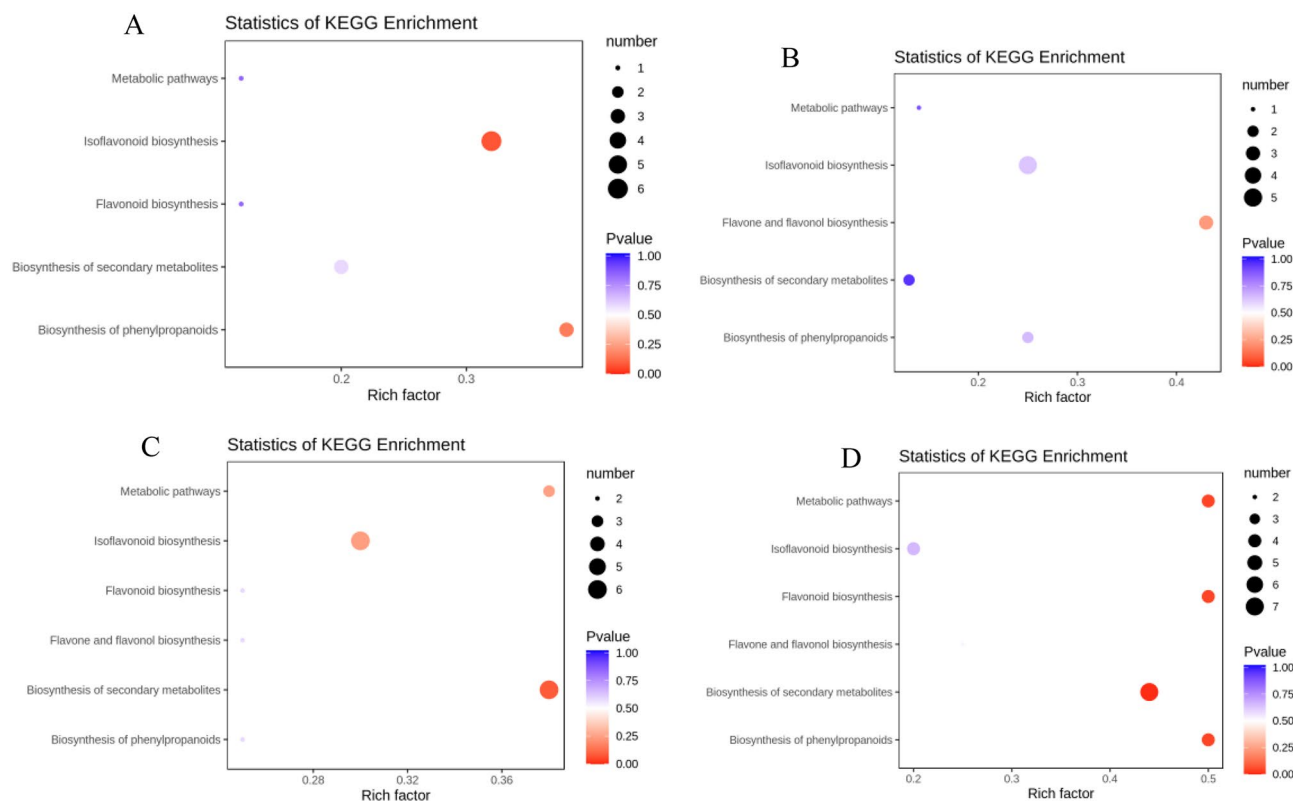 A
Statistics of KEGG Enrichment
Metabolic pathways
Isoflavonoid biosynthesis
Flavonoid biosynthesis
Biosynthesis of secondary metabolites
Biosynthesis of phenylpropanoids
0.2
0.3
Rich factor
number
1
2
3
4
5
6
Pvalue
1.00
0.75
0.50
0.25
0.00
B
Statistics of KEGG Enrichment
Metabolic pathways
Isoflavonoid biosynthesis
Flavone and flavonol biosynthesis
Biosynthesis of secondary metabolites
Biosynthesis of phenylpropanoids
0.2
0.3
0.4
Rich factor
number
1
2
3
4
5
Pvalue
1.00
0.75
0.50
0.25
0.00
C
Statistics of KEGG Enrichment
Metabolic pathways
Isoflavonoid biosynthesis
Flavonoid biosynthesis
Flavone and flavonol biosynthesis
Biosynthesis of secondary metabolites
Biosynthesis of phenylpropanoids
0.28
0.32
0.36
Rich factor
number
2
3
4
5
6
Pvalue
1.00
0.75
0.50
0.25
0.00
D
Statistics of KEGG Enrichment
Metabolic pathways
Isoflavonoid biosynthesis
Flavonoid biosynthesis
Flavone and flavonol biosynthesis
Biosynthesis of secondary metabolites
Biosynthesis of phenylpropanoids
0.2
0.3
0.4
0.5
Rich factor
number
2
3
4
5
6
7
Pvalue
1.00
0.75
0.50
0.25
0.00